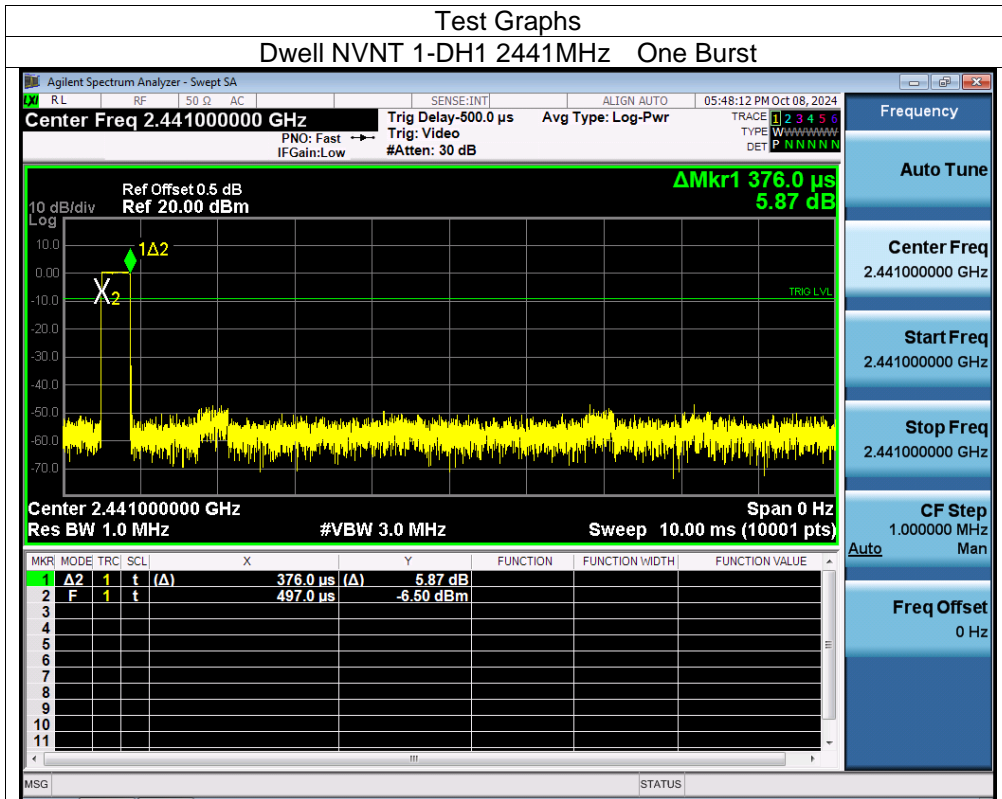 Test Graphs
Dwell NVNT 1-DH1 2441MHz One Burst
Agilent Spectrum Analyzer - Swept SA
LXI RL RF 50 Ω AC SENSE:INT ALIGN AUTO 05:48:12 PM Oct 08, 2024
Center Freq 2.441000000 GHz
PNO: Fast
IFGain:Low
Trig Delay-500.0 µs
Trig: Video
#Atten: 30 dB
Avg Type: Log-Pwr
TRACE 1 2 3 4 5 6
TYPE WWWWWW
DET P N N N N N
Frequency
Auto Tune
Center Freq
2.441000000 GHz
Start Freq
2.441000000 GHz
Stop Freq
2.441000000 GHz
CF Step
1.000000 MHz
Auto Man
Freq Offset
0 Hz
ΔMkr1 376.0 µs
5.87 dB
Ref Offset 0.5 dB
10 dB/div Ref 20.00 dBm
Log
10.0
0.00
-10.0
-20.0
-30.0
-40.0
-50.0
-60.0
-70.0
1Δ2
X2
TRIG LVL
Center 2.441000000 GHz Span 0 Hz
Res BW 1.0 MHz #VBW 3.0 MHz Sweep 10.00 ms (10001 pts)
MKR MODE TRC SCL X Y FUNCTION FUNCTION WIDTH FUNCTION VALUE
1 Δ2 1 t (Δ) 376.0 µs (Δ) 5.87 dB
2 F 1 t 497.0 µs -6.50 dBm
3
4
5
6
7
8
9
10
11
MSG STATUS